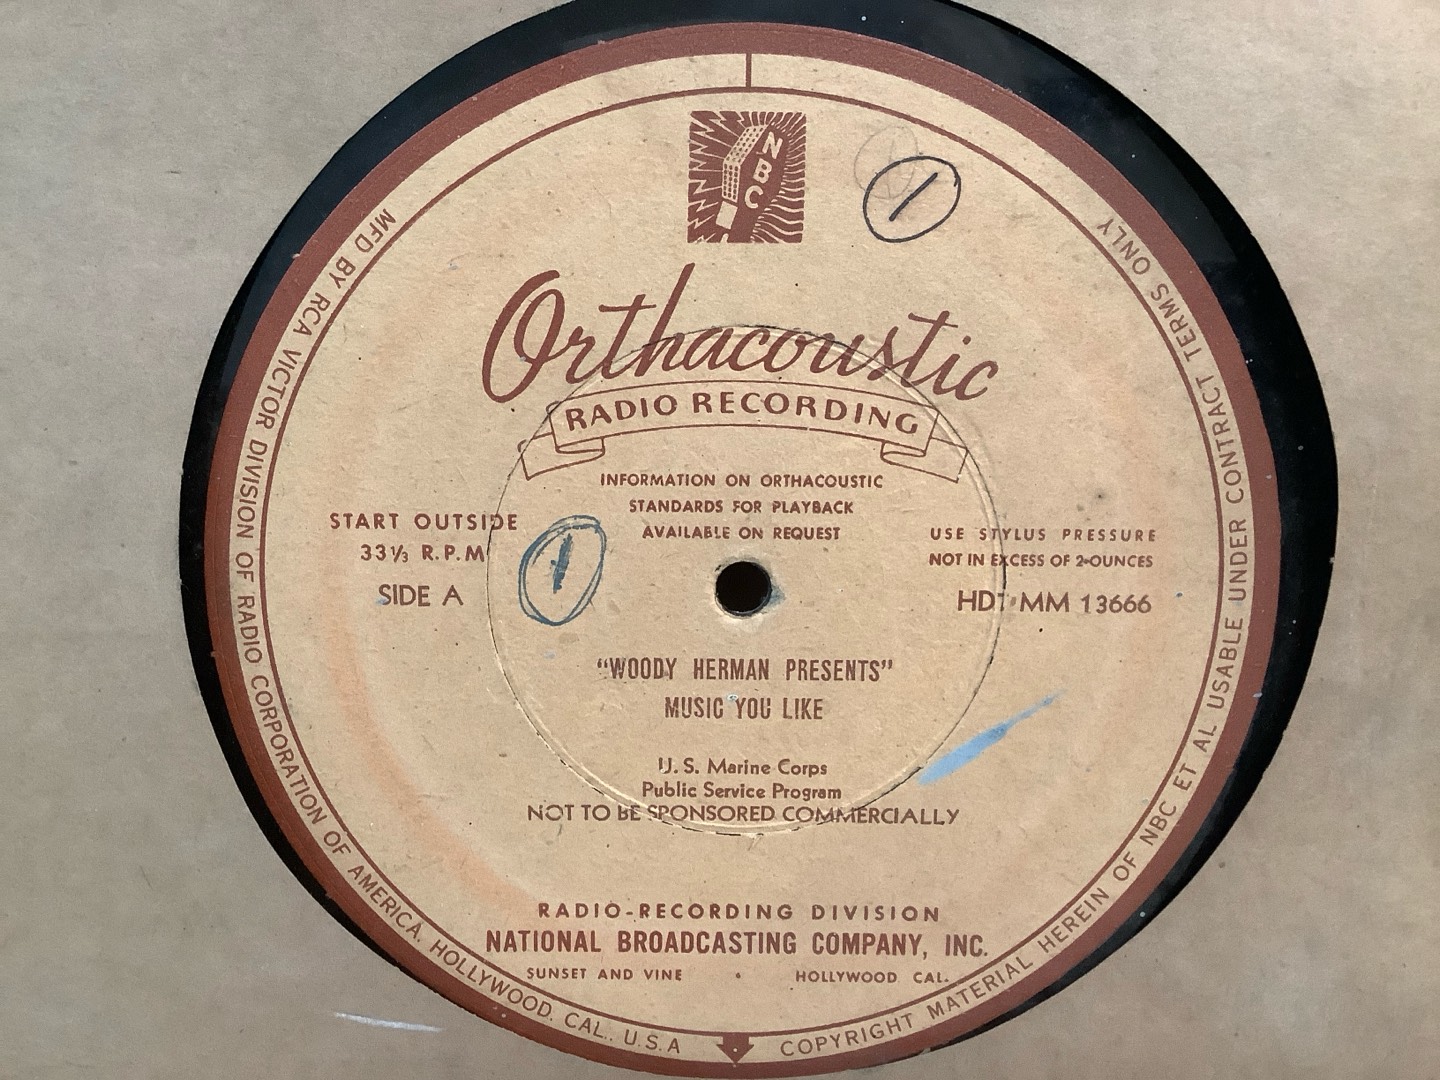 NBC
1
Orthacoustic
RADIO RECORDING
INFORMATION ON ORTHACOUSTIC
STANDARDS FOR PLAYBACK
AVAILABLE ON REQUEST
START OUTSIDE
33⅓ R.P.M
SIDE A
1
USE STYLUS PRESSURE
NOT IN EXCESS OF 2-OUNCES
HD7-MM 13666
"WOODY HERMAN PRESENTS"
MUSIC YOU LIKE
U. S. Marine Corps
Public Service Program
NOT TO BE SPONSORED COMMERCIALLY
RADIO-RECORDING DIVISION
NATIONAL BROADCASTING COMPANY, INC.
SUNSET AND VINE • HOLLYWOOD CAL.
MFD BY RCA VICTOR DIVISION OF RADIO CORPORATION OF AMERICA. HOLLYWOOD. CAL., U.S.A
COPYRIGHT MATERIAL HEREIN OF NBC ET AL USABLE UNDER CONTRACT TERMS ONLY